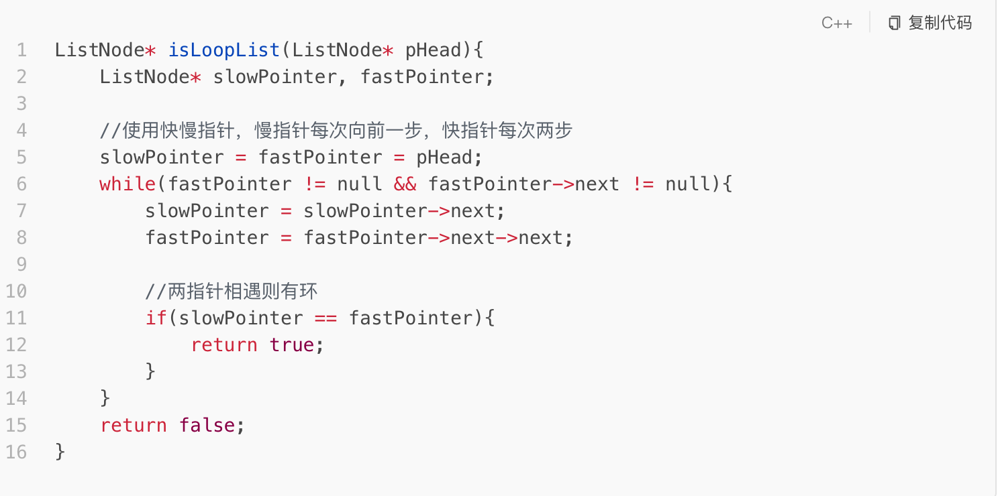 C++ 复制代码
1 ListNode* isLoopList(ListNode* pHead){
2     ListNode* slowPointer, fastPointer;
3
4     //使用快慢指针，慢指针每次向前一步，快指针每次两步
5     slowPointer = fastPointer = pHead;
6     while(fastPointer != null && fastPointer->next != null){
7         slowPointer = slowPointer->next;
8         fastPointer = fastPointer->next->next;
9
10         //两指针相遇则有环
11         if(slowPointer == fastPointer){
12             return true;
13         }
14     }
15     return false;
16 }